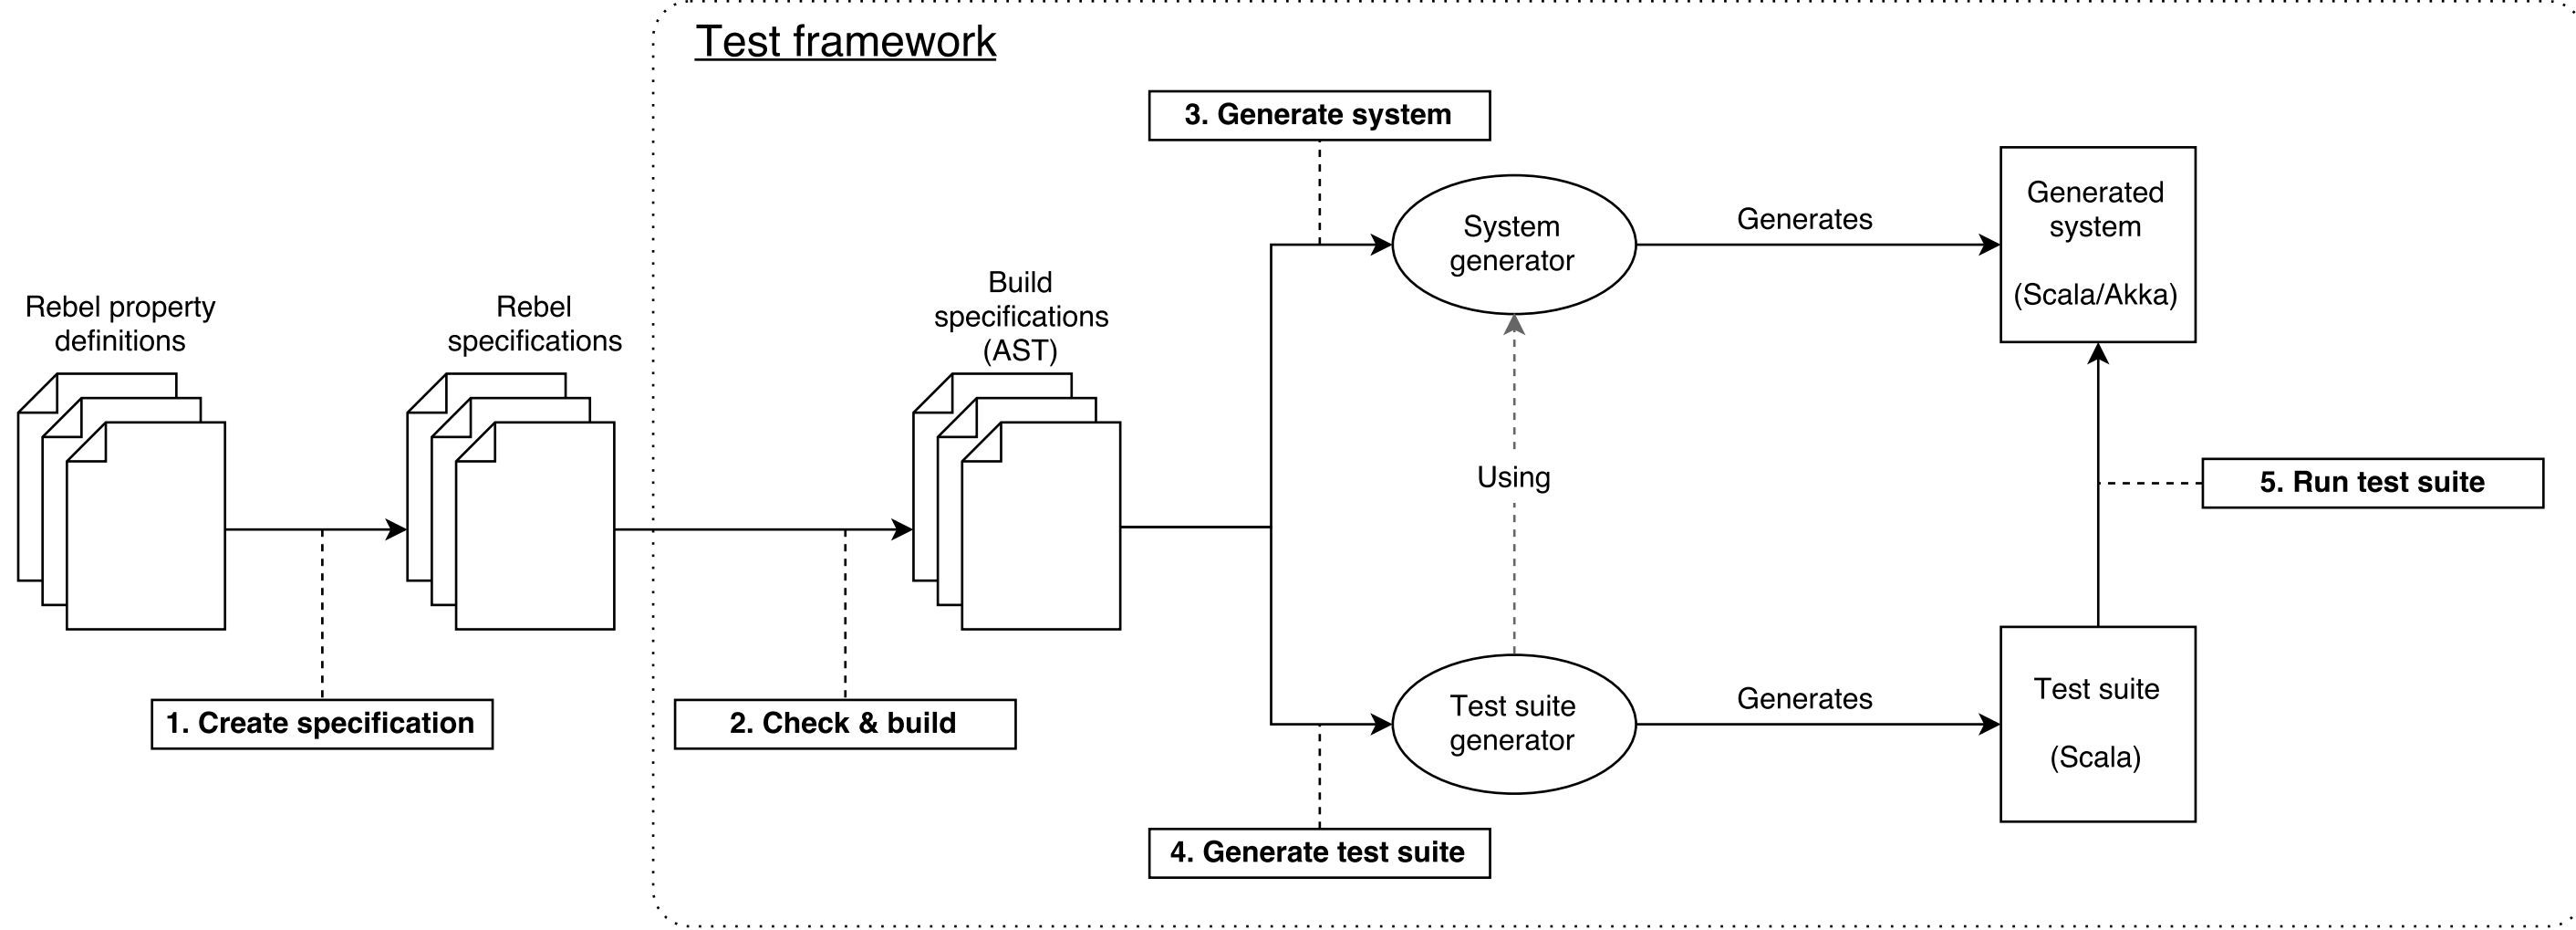 Test framework
3. Generate system
System
generator
Generates
Generated
system
(Scala/Akka)
Rebel property
definitions
Rebel
specifications
Build
specifications
(AST)
Using
5. Run test suite
1. Create specification
2. Check & build
Test suite
generator
Generates
Test suite
(Scala)
4. Generate test suite